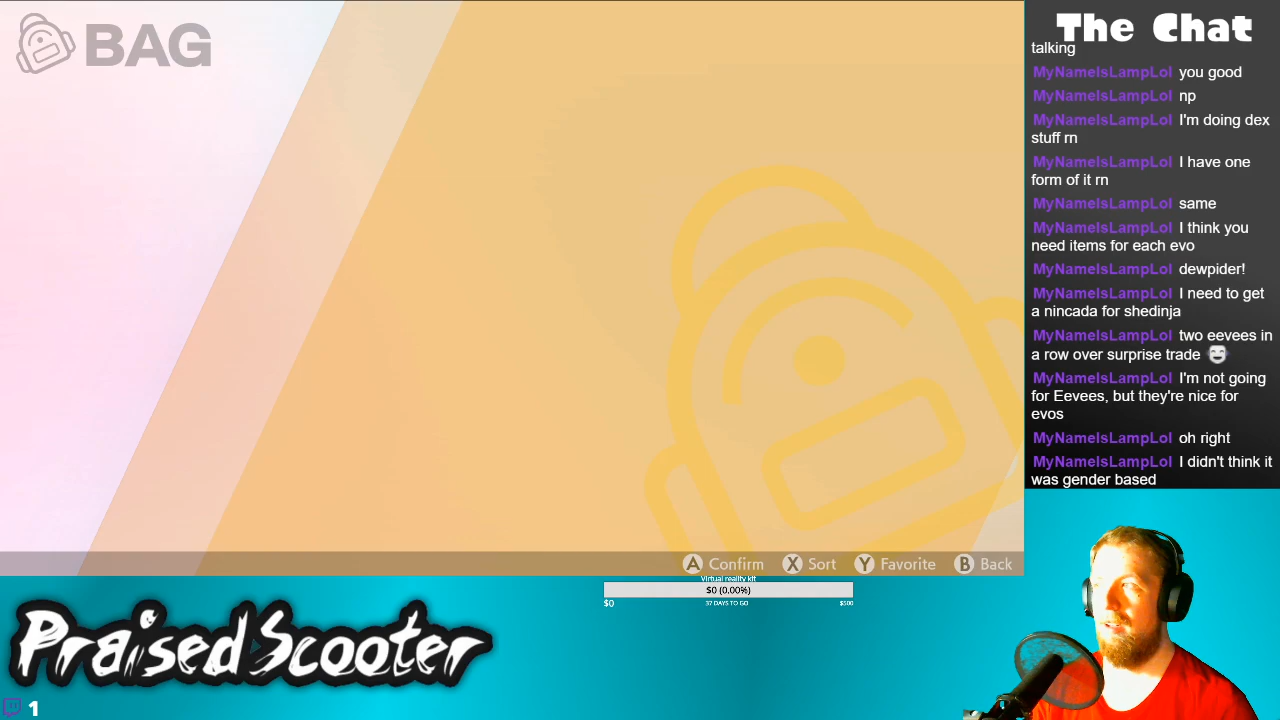 BAG
The Chat
talking
MyNameIsLampLol you good
MyNameIsLampLol np
MyNameIsLampLol I'm doing dex
stuff rn
MyNameIsLampLol I have one
form of it rn
MyNameIsLampLol same
MyNameIsLampLol I think you
need items for each evo
MyNameIsLampLol dewpider!
MyNameIsLampLol I need to get
a nincada for shedinja
MyNameIsLampLol two eevees in
a row over surprise trade
MyNameIsLampLol I'm not going
for Eevees, but they're nice for
evos
MyNameIsLampLol oh right
MyNameIsLampLol I didn't think it
was gender based
A Confirm X Sort Y Favorite B Back
Virtual reality kit
$0 (0.00%)
$0 37 DAYS TO GO $500
Praised Scooter
1